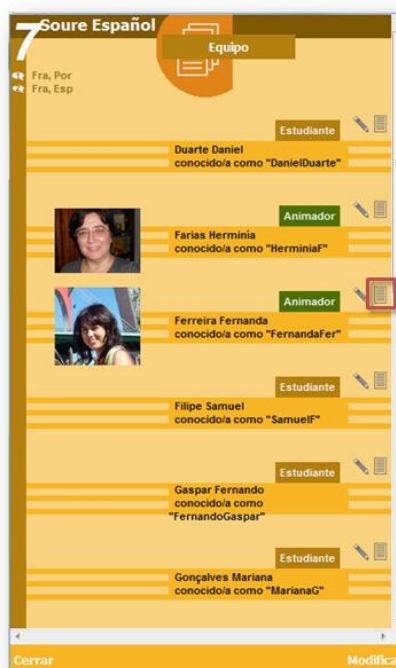 7
Soure Español
Equipo
Fra, Por
Fra, Esp
Estudiante
Duarte Daniel
conocido/a como "DanielDuarte"
Animador
Farias Herminia
conocido/a como "HerminiaF"
Animador
Ferreira Fernanda
conocido/a como "FernandaFer"
Estudiante
Filipe Samuel
conocido/a como "SamuelF"
Estudiante
Gaspar Fernando
conocido/a como
"FernandoGaspar"
Estudiante
Gonçalves Mariana
conocido/a como "MarianaG"
Cerrar
Modifica